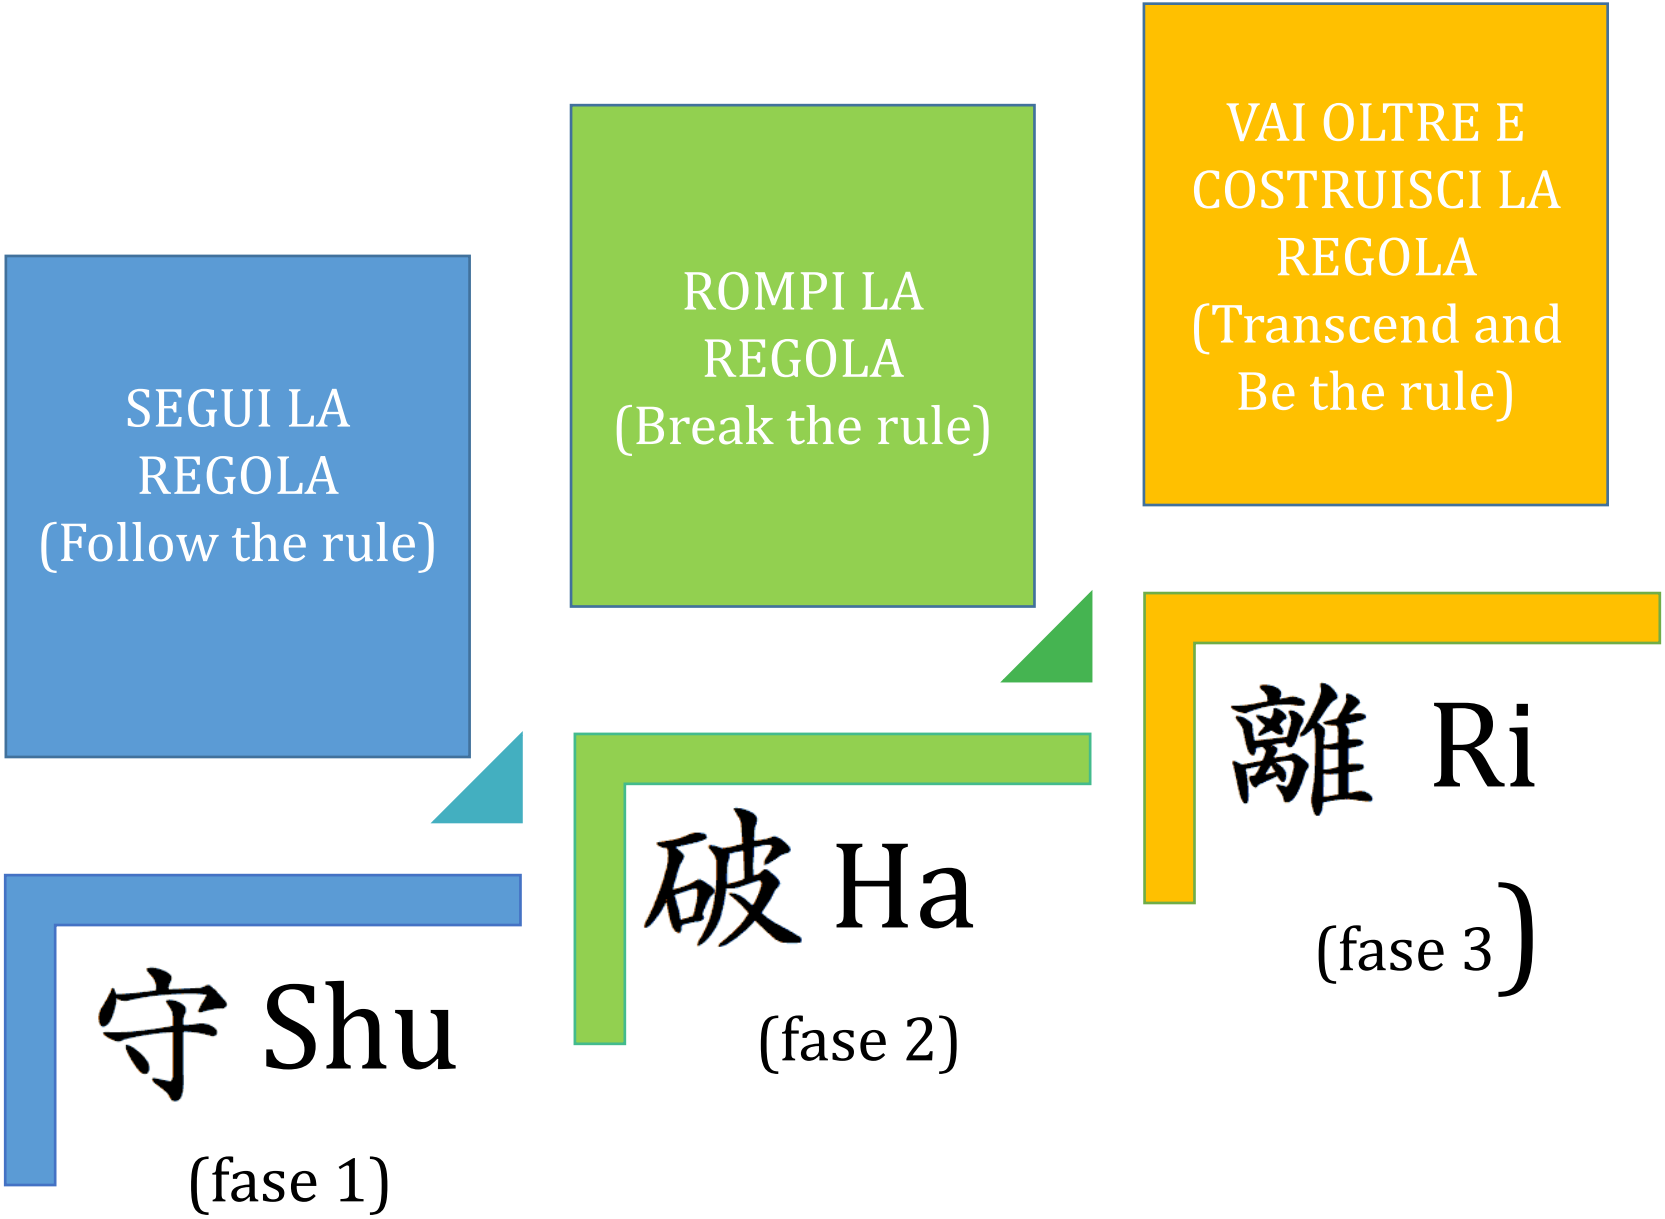 SEGUI LA
REGOLA
(Follow the rule)
守 Shu
(fase 1)
ROMPI LA
REGOLA
(Break the rule)
破 Ha
(fase 2)
VAI OLTRE E
COSTRUISCI LA
REGOLA
(Transcend and
Be the rule)
離 Ri
(fase 3)